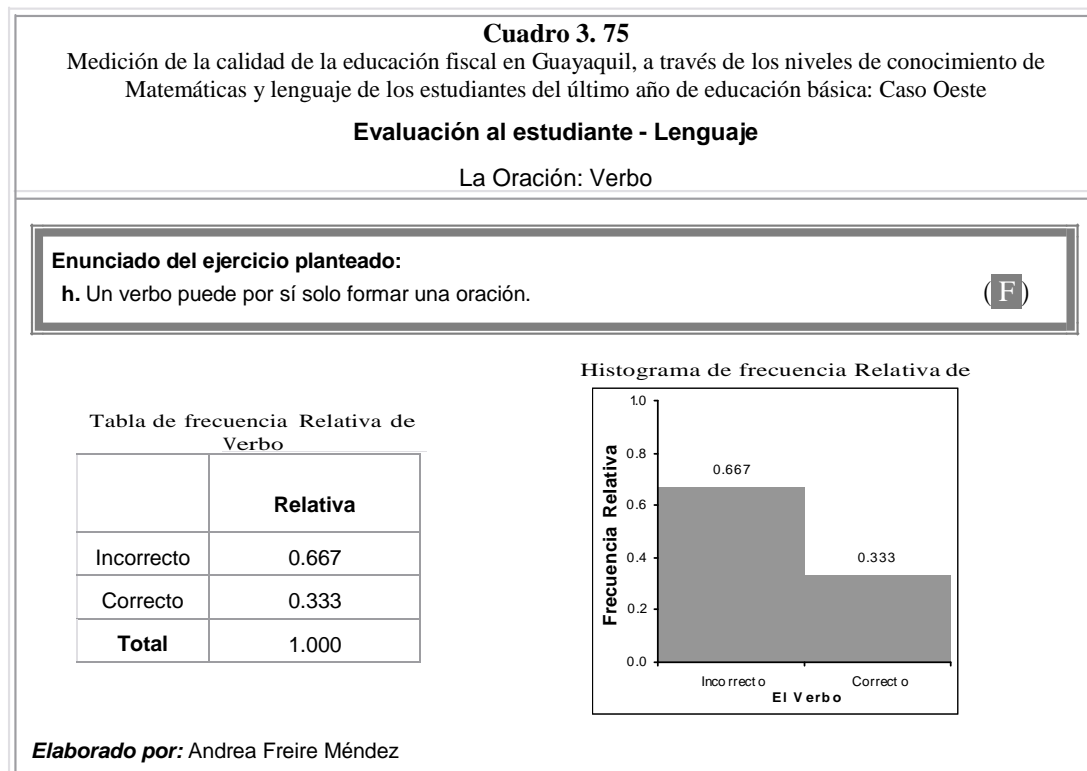 Cuadro 3. 75
Medición de la calidad de la educación fiscal en Guayaquil, a través de los niveles de conocimiento de
Matemáticas y lenguaje de los estudiantes del último año de educación básica: Caso Oeste
Evaluación al estudiante - Lenguaje
La Oración: Verbo
Enunciado del ejercicio planteado:
h. Un verbo puede por sí solo formar una oración. (F)
Tabla de frecuencia Relativa de
Verbo
Relativa
Incorrecto 0.667
Correcto 0.333
Total 1.000
Histograma de frecuencia Relativa de
Frecuencia Relativa
1.0
0.8
0.6
0.4
0.2
0.0
0.667
0.333
Incorrecto Correcto
El Verbo
Elaborado por: Andrea Freire Méndez